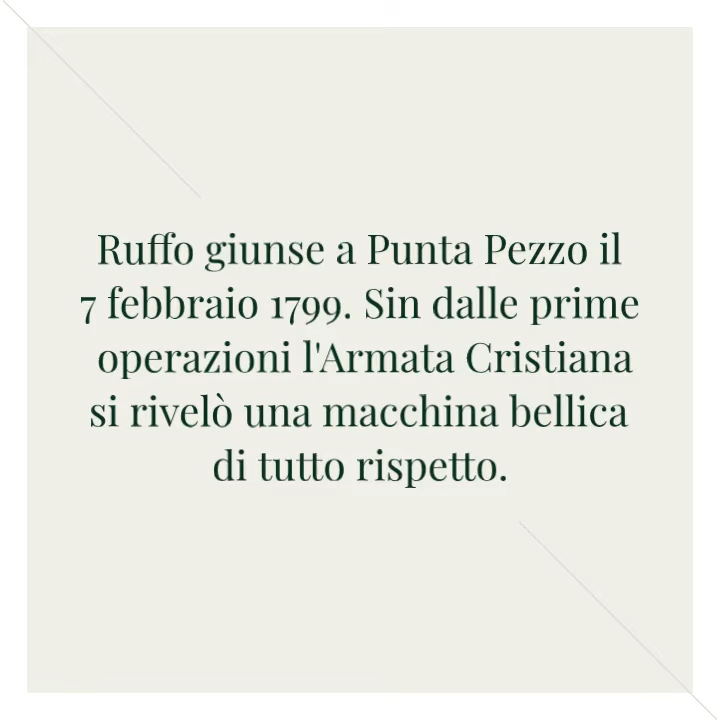 Ruffo giunse a Punta Pezzo il
7 febbraio 1799. Sin dalle prime
operazioni l'Armata Cristiana
si rivelò una macchina bellica
di tutto rispetto.